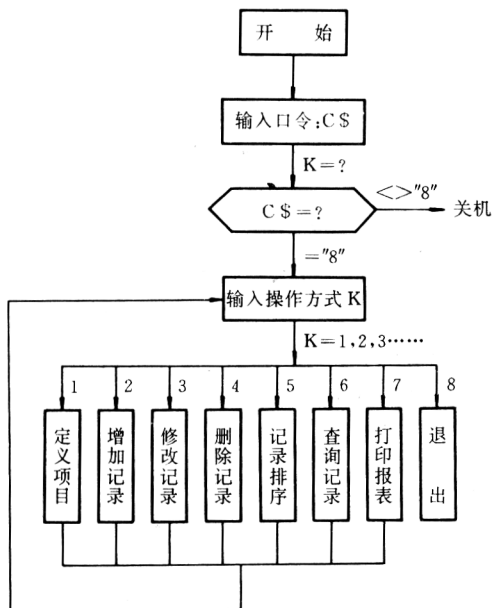 开 始
输入口令:C$
K=?
C$=?
<>"8"
关机
="8"
输入操作方式K
K=1,2,3……
1 2 3 4 5 6 7 8
定义项目
增加记录
修改记录
删除记录
记录排序
查询记录
打印报表
退出